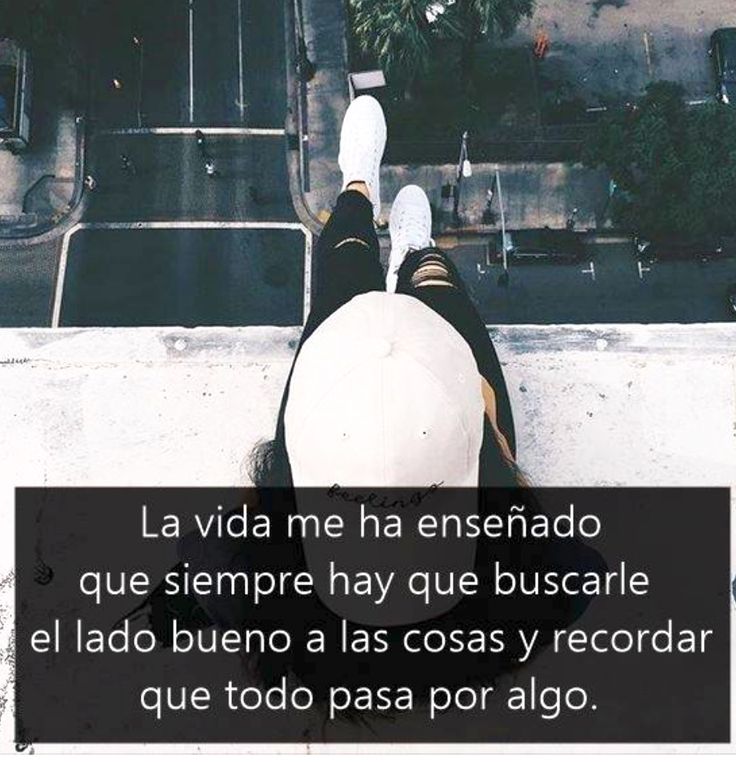 feelings
La vida me ha enseñado
que siempre hay que buscarle
el lado bueno a las cosas y recordar
que todo pasa por algo.